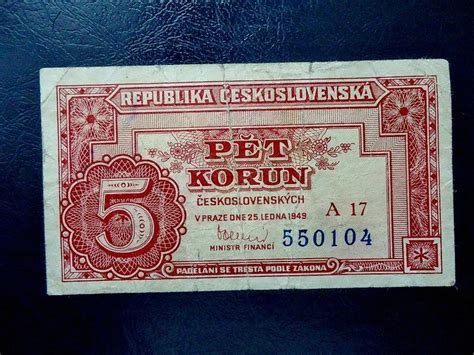 REPUBLIKA ČESKOSLOVENSKÁ
PĚT
KORUN
ČESKOSLOVENSKÝCH
V PRAZE DNE 25. LEDNA 1949
A 17
MINISTR FINANCÍ
550104
5
PADĚLÁNÍ SE TRESTÁ PODLE ZÁKONA